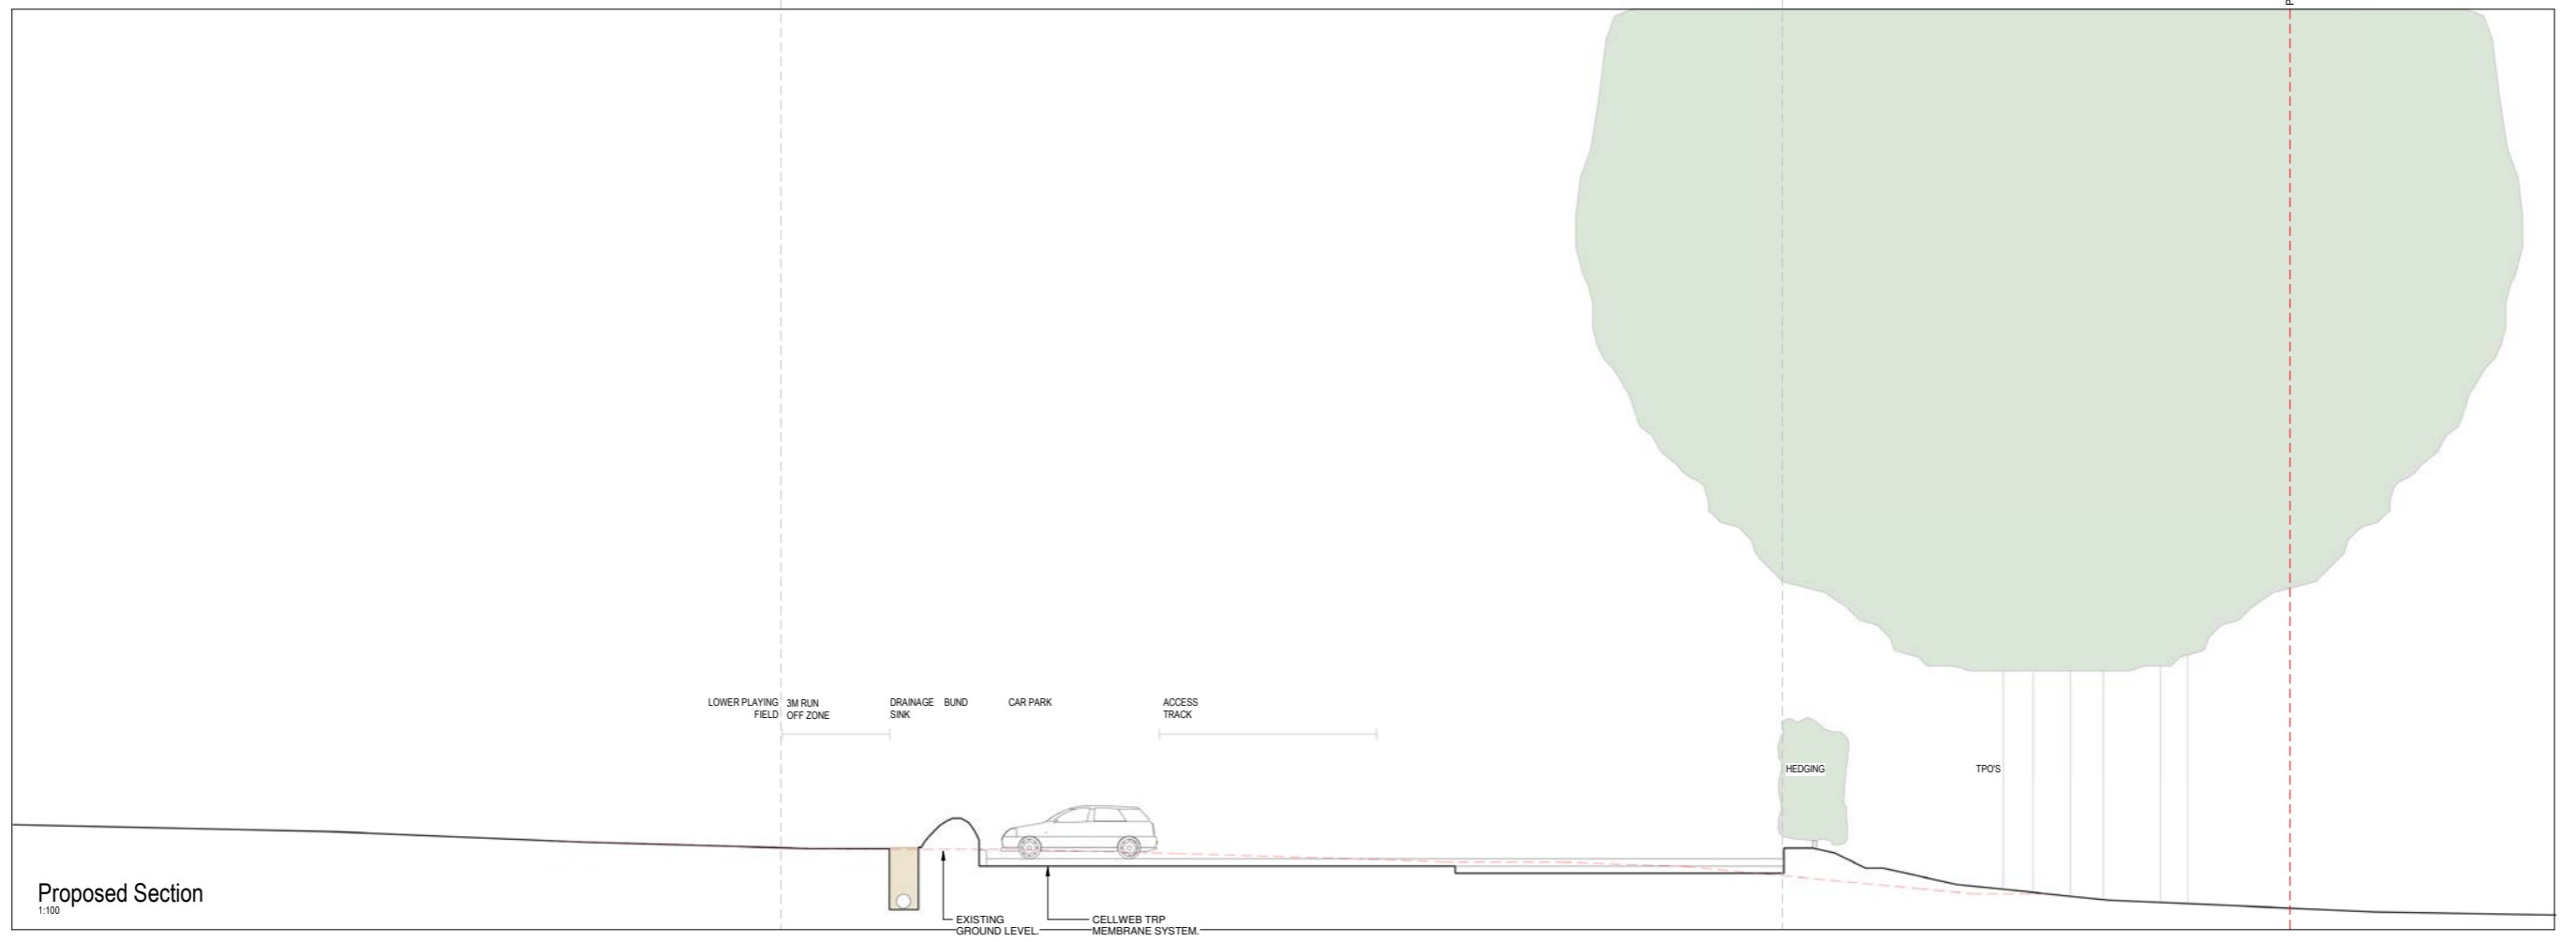 P
LOWER PLAYING
FIELD
3M RUN
OFF ZONE
DRAINAGE
SINK
BUND
CAR PARK
ACCESS
TRACK
HEDGING
TPO'S
EXISTING
GROUND LEVEL.
CELLWEB TRP
MEMBRANE SYSTEM.
Proposed Section
1:100